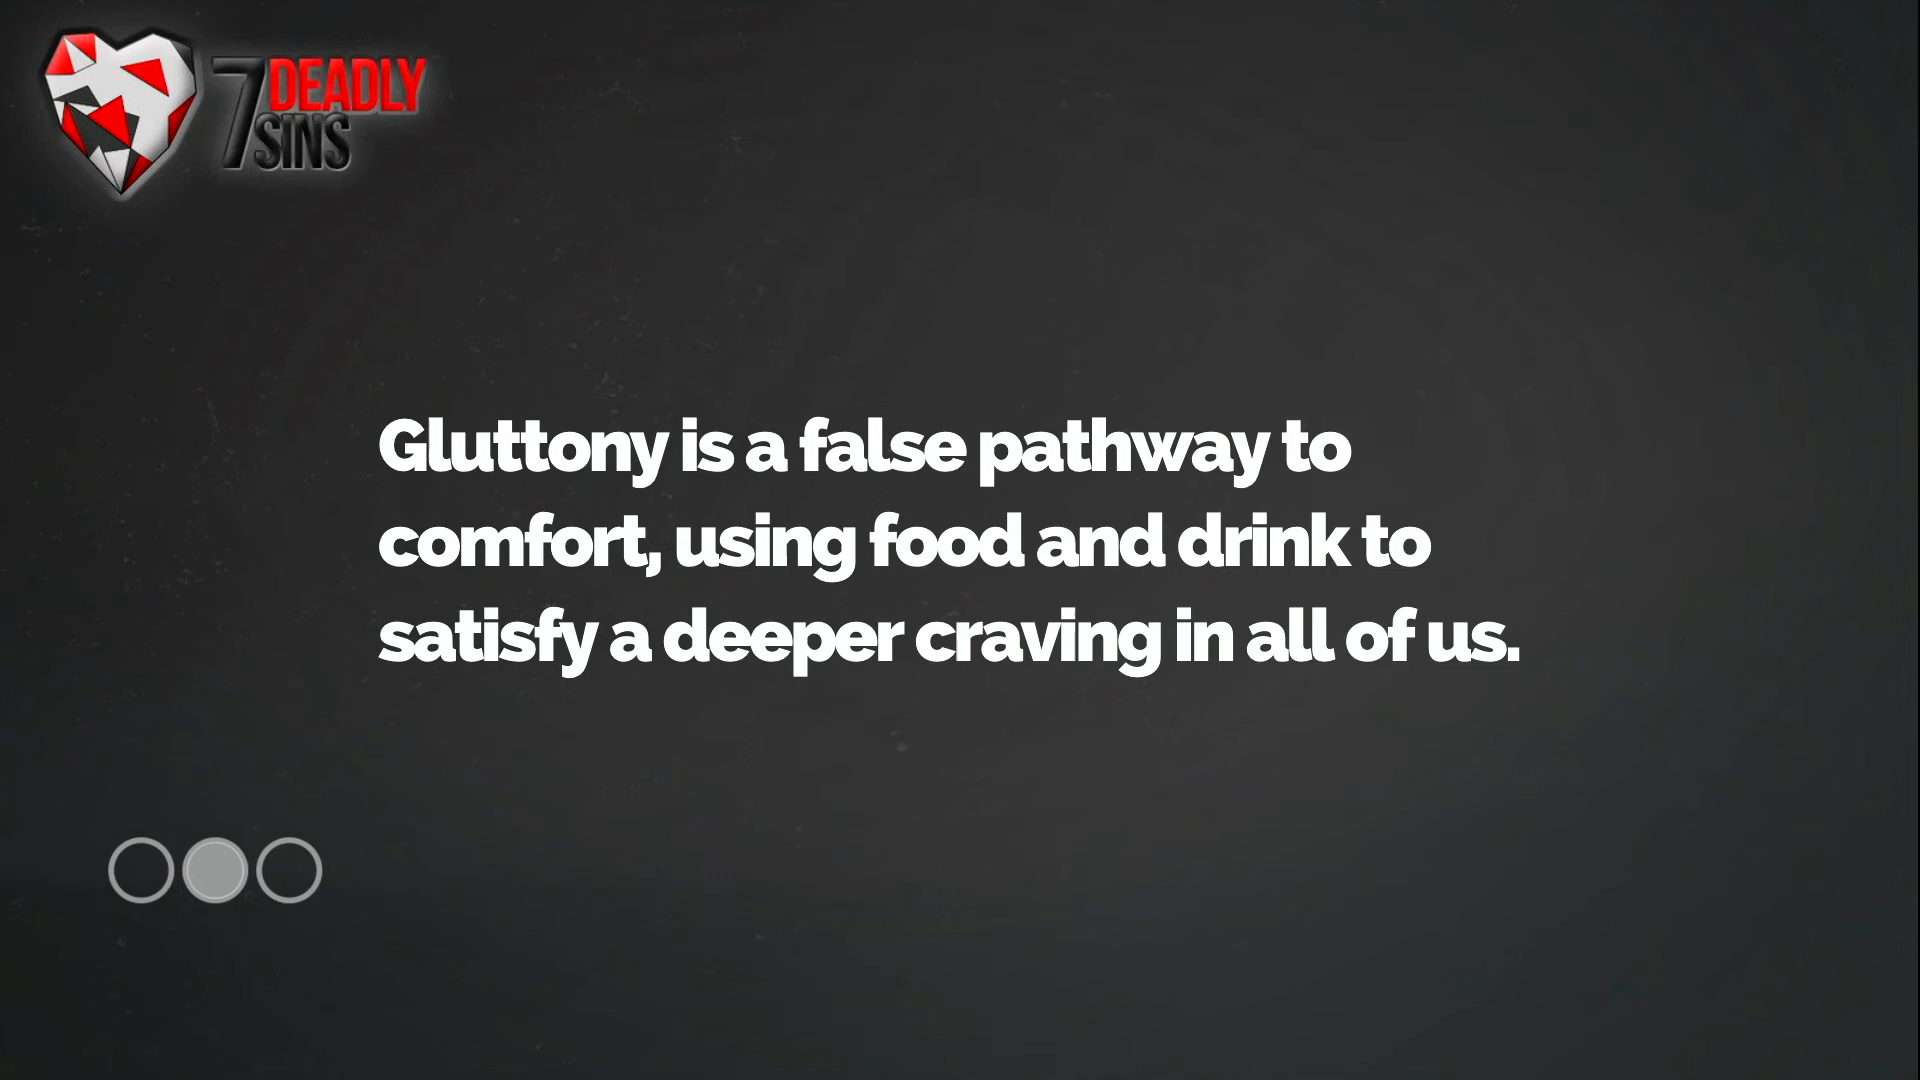 7 DEADLY
SINS
Gluttony is a false pathway to
comfort, using food and drink to
satisfy a deeper craving in all of us.